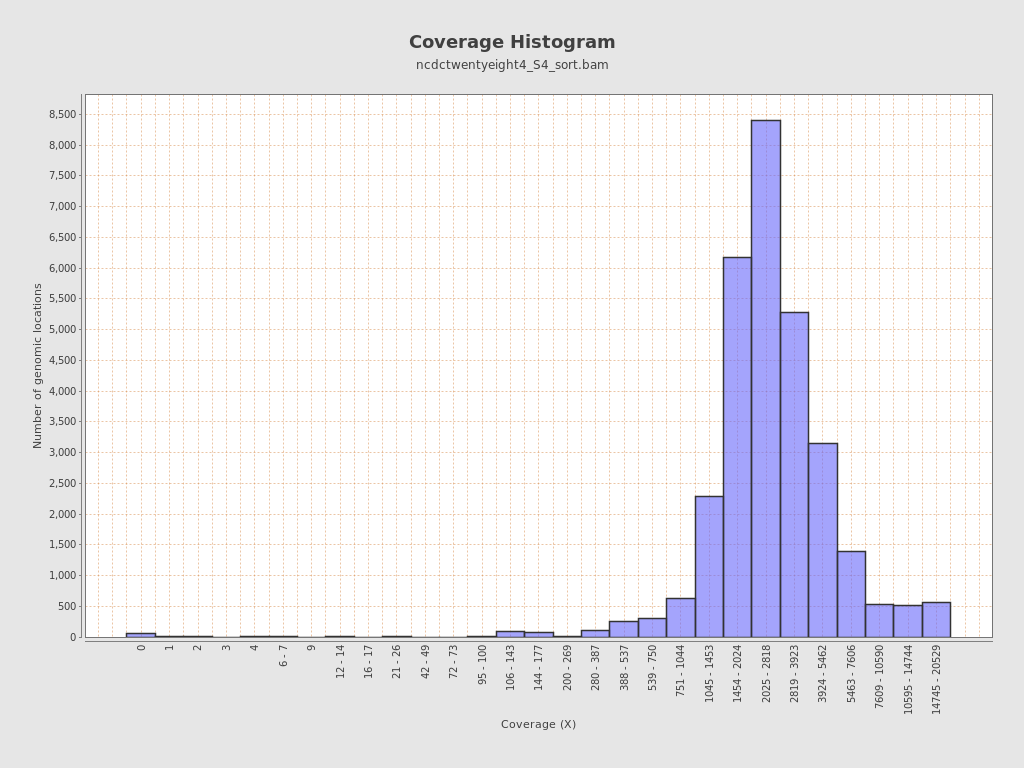 Coverage Histogram
ncdctwentyeight4_S4_sort.bam
Number of genomic locations
8,500
8,000
7,500
7,000
6,500
6,000
5,500
5,000
4,500
4,000
3,500
3,000
2,500
2,000
1,500
1,000
500
0
0
1
2
3
4
6 - 7
9
12 - 14
16 - 17
21 - 26
42 - 49
72 - 73
95 - 100
106 - 143
144 - 177
200 - 269
280 - 387
388 - 537
539 - 750
751 - 1044
1045 - 1453
1454 - 2024
2025 - 2818
2819 - 3923
3924 - 5462
5463 - 7606
7609 - 10590
10595 - 14744
14745 - 20529
Coverage (X)